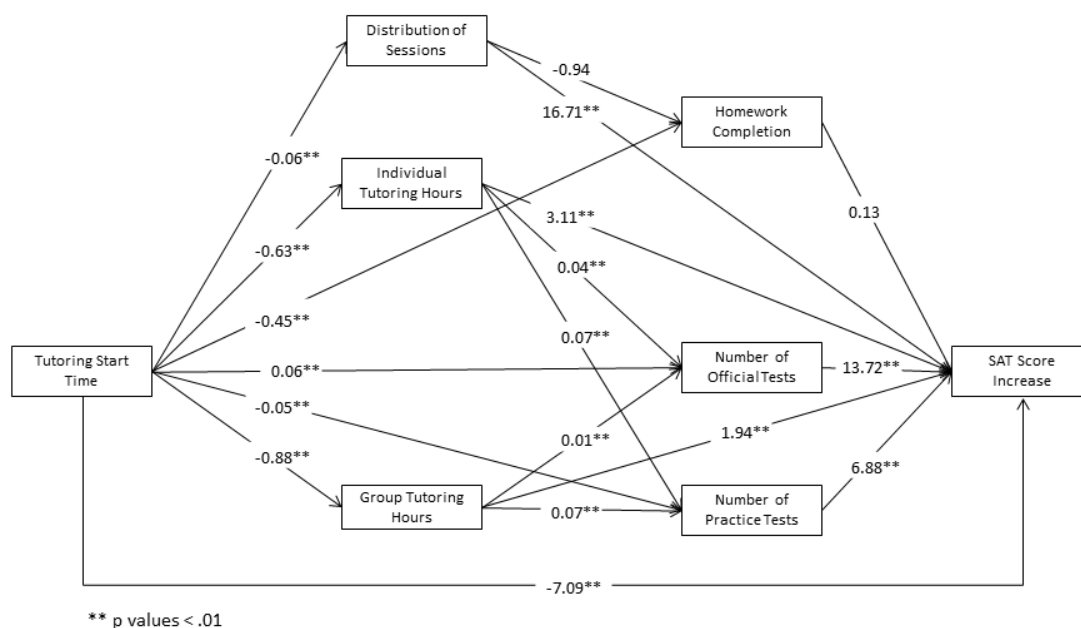 Distribution of
Sessions
-0.94
16.71**
Homework
Completion
-0.06**
Individual
Tutoring Hours
3.11**
0.13
-0.63**
0.04**
-0.45**
0.07**
Tutoring Start
Time
0.06**
Number of
Official Tests
13.72**
SAT Score
Increase
-0.05**
0.01**
1.94**
-0.88**
6.88**
Group Tutoring
Hours
0.07**
Number of
Practice Tests
-7.09**
** p values < .01